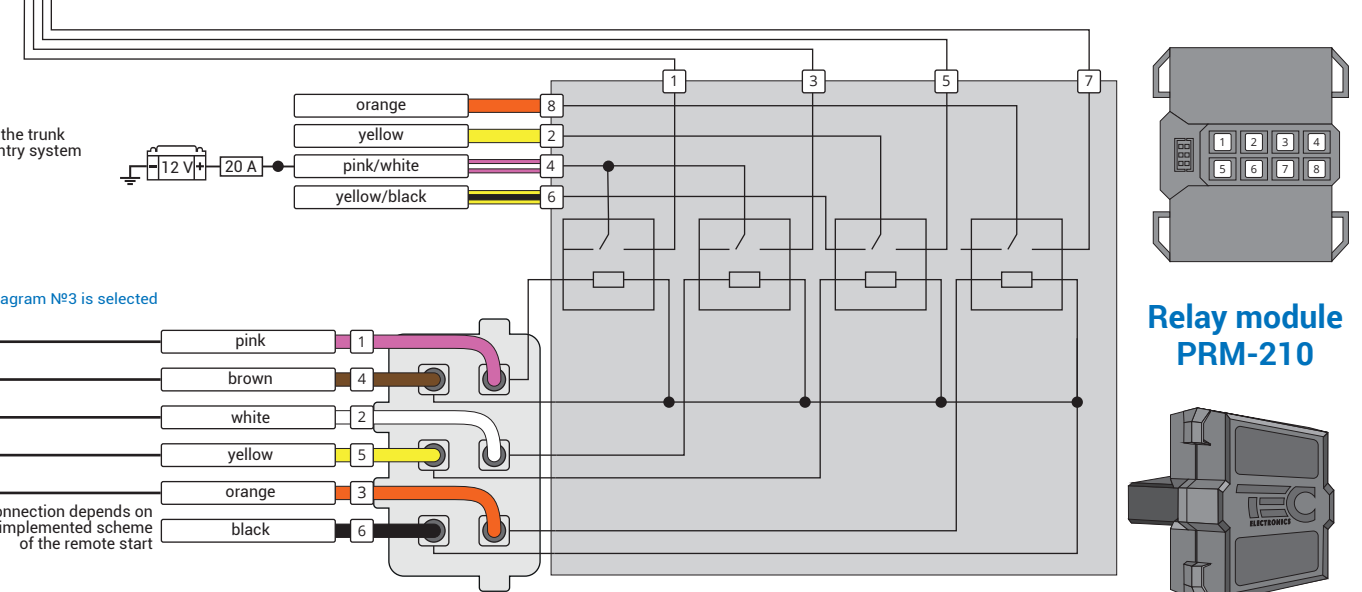 1
3
5
7
orange
8
yellow
2
pink/white
4
yellow/black
6
the trunk
ntry system
- 12 V +
20 A
1 2 3 4
5 6 7 8
agram №3 is selected
Relay module
PRM-210
pink
1
brown
4
white
2
yellow
5
orange
3
black
6
onnection depends on
implemented scheme
of the remote start
TEC
ELECTRONICS